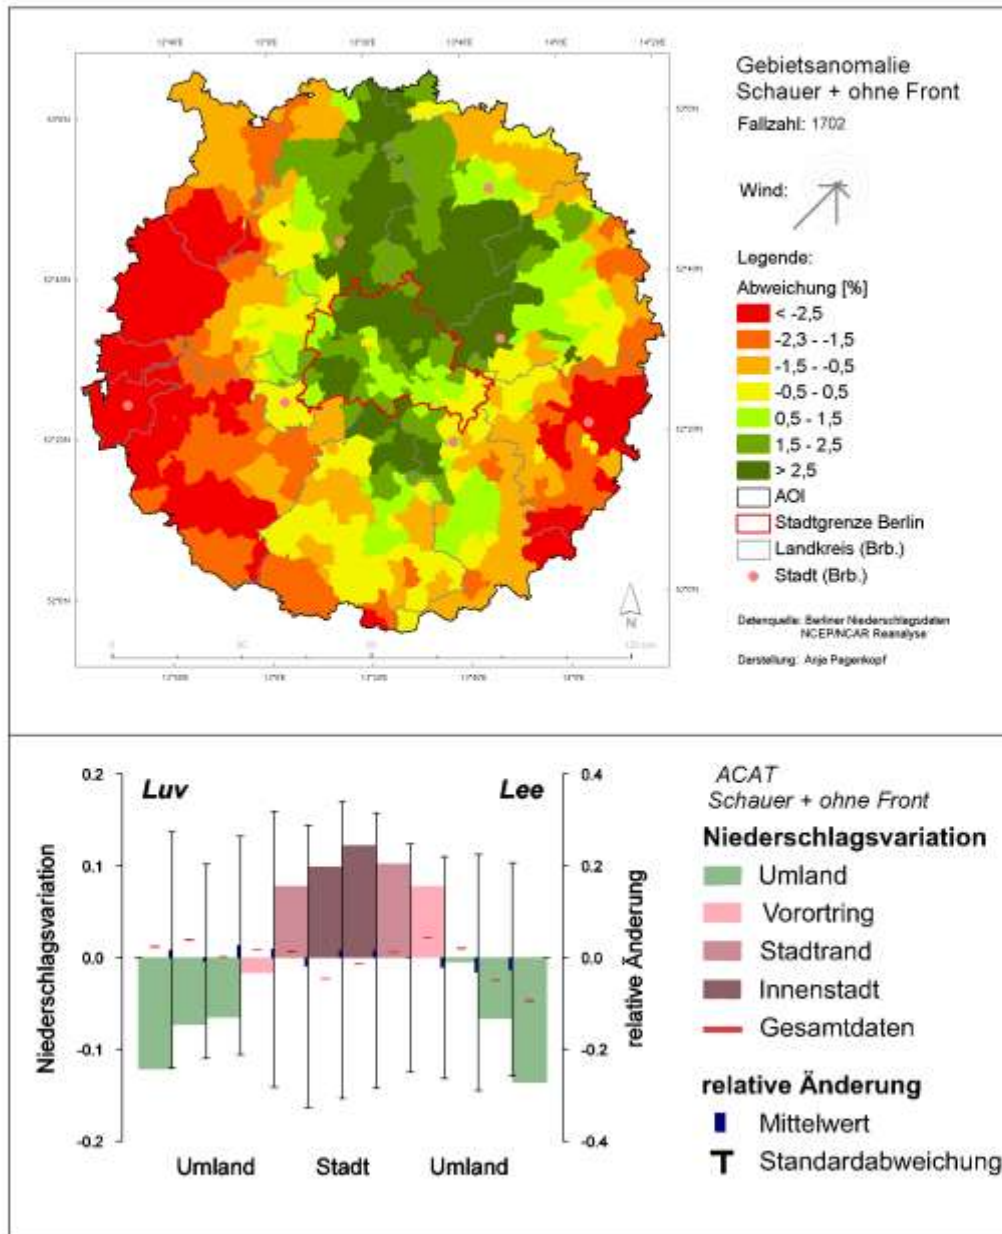 Gebietsanomalie
Schauer + ohne Front
Fallzahl: 1702
Wind:
Legende:
Abweichung [%]
< -2,5
-2,3 - -1,5
-1,5 - -0,5
-0,5 - 0,5
0,5 - 1,5
1,5 - 2,5
> 2,5
AOI
Stadtgrenze Berlin
Landkreis (Brb.)
Stadt (Brb.)
N
Datenquelle: Berliner Niederschlagsdaten
NCEP/NCAR Reanalyse
Darstellung: Anja Pagenkopf
0.2
0.1
0.0
-0.1
-0.2
Niederschlagsvariation
Luv
Lee
0.4
0.2
0.0
-0.2
-0.4
relative Änderung
Umland
Stadt
Umland
ACAT
Schauer + ohne Front
Niederschlagsvariation
Umland
Vorortring
Stadtrand
Innenstadt
Gesamtdaten
relative Änderung
Mittelwert
Standardabweichung